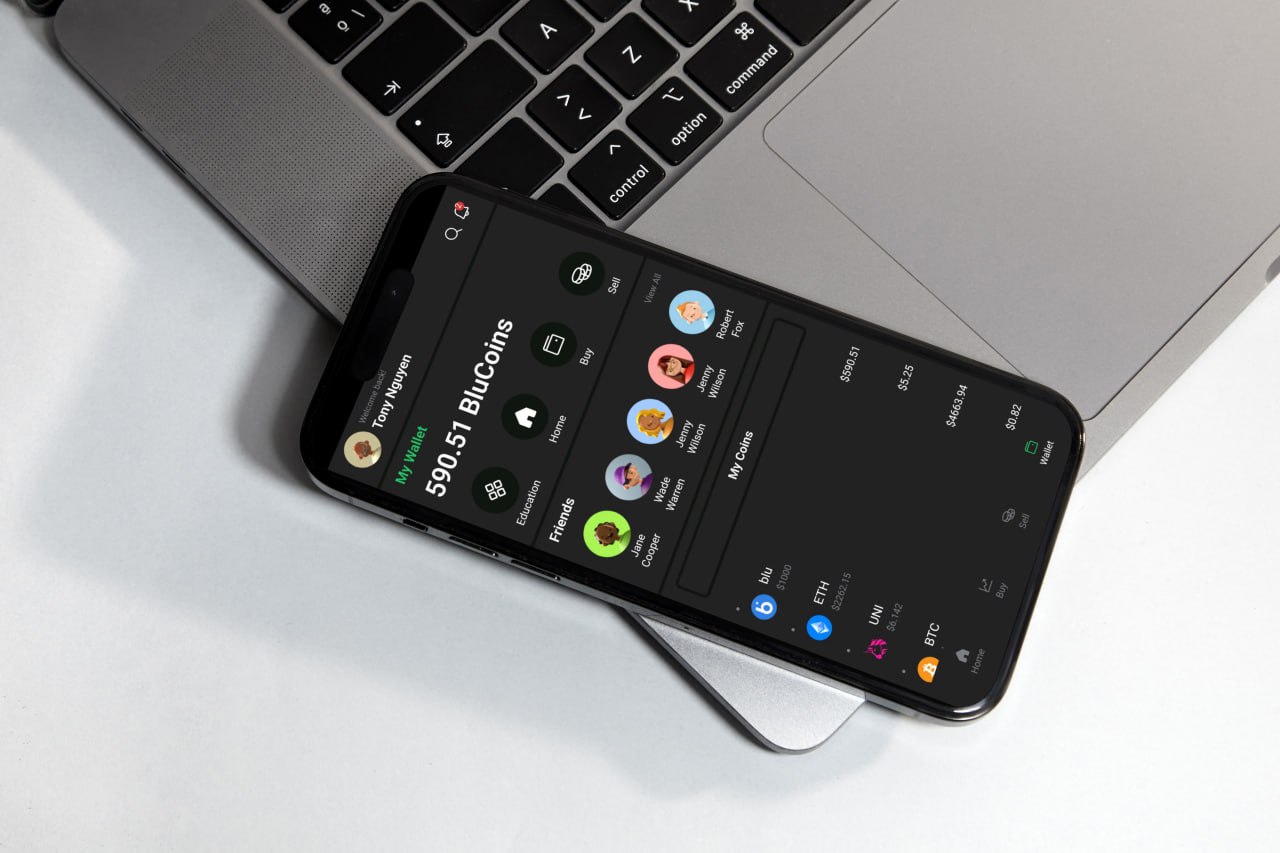 Welcome back!
Tony Nguyen
2
My Wallet
590.51 BluCoins
Education
Home
Buy
Sell
Friends
View All
Jane
Cooper
Wade
Warren
Jenny
Wilson
Jenny
Wilson
Robert
Fox
My Coins
blu
$1000
$590.51
ETH
$2262.15
$5.25
UNI
$6.142
$4663.94
BTC
$0.82
Home
Buy
Sell
Wallet
A
Z
X
> <
⌘
command
option
control
ª
º \